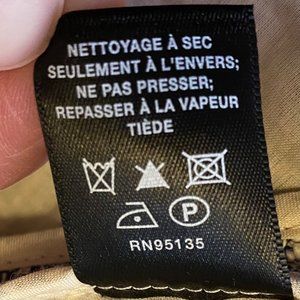 NETTOYAGE À SEC
SEULEMENT À L'ENVERS;
NE PAS PRESSER;
REPASSER À LA VAPEUR
TIÈDE
P
RN95135